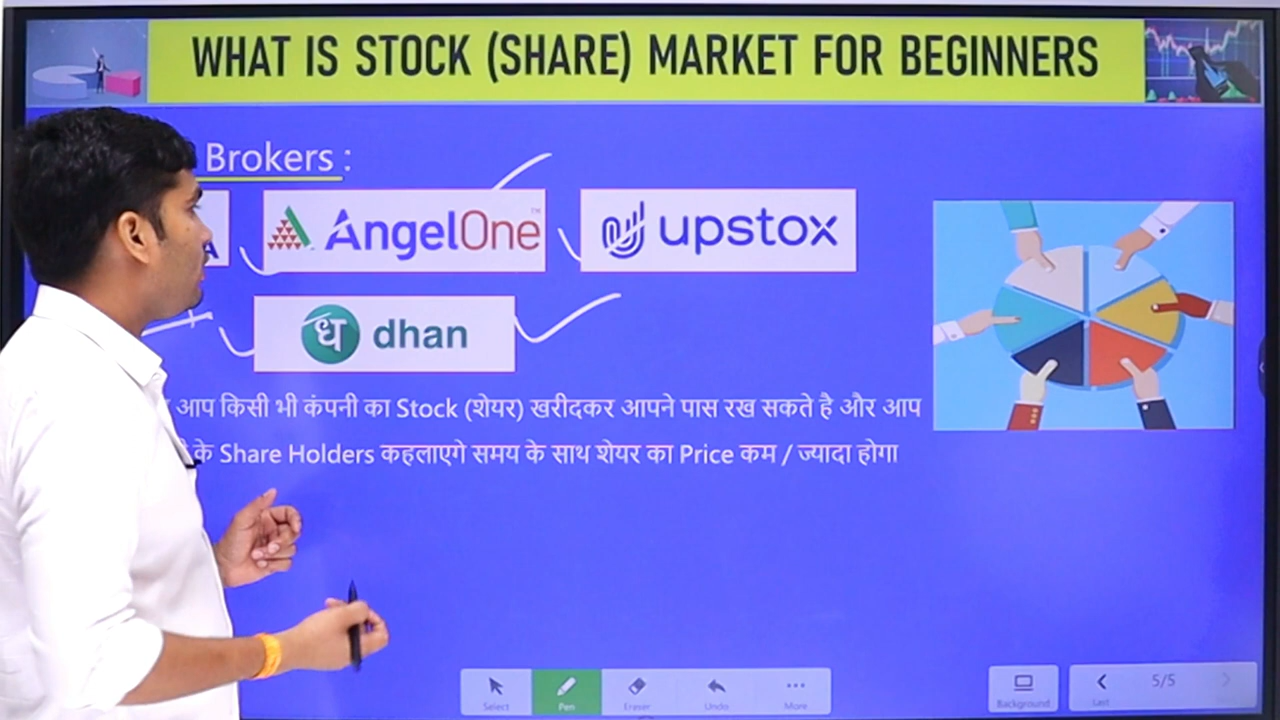 WHAT IS STOCK (SHARE) MARKET FOR BEGINNERS
Brokers :
A AngelOne™ upstox
ध dhan
आप किसी भी कंपनी का Stock (शेयर) खरीदकर आपने पास रख सकते है और आप
के Share Holders कहलाएगे समय के साथ शेयर का Price कम / ज्यादा होगा
Select Pen Eraser Undo More
Background
Last 5/5